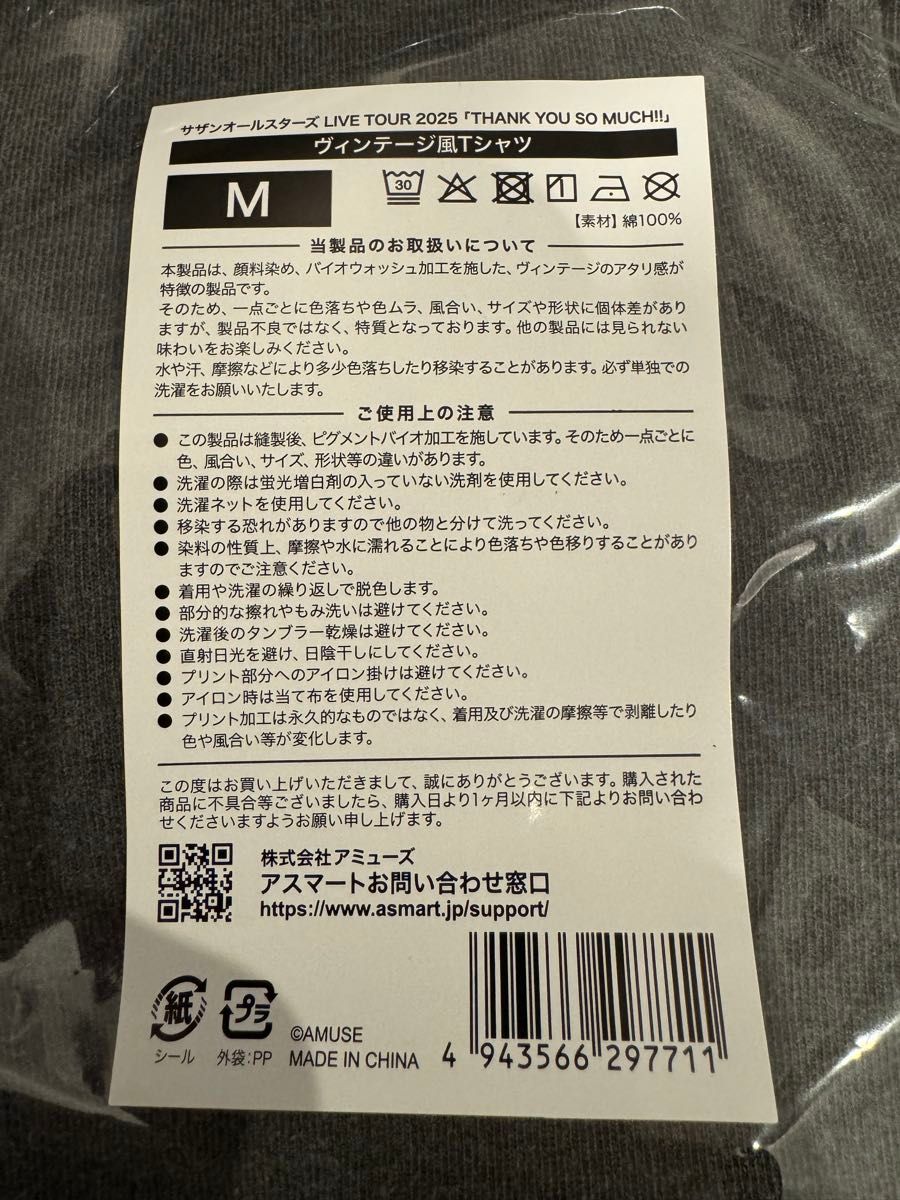 サザンオールスターズ LIVE TOUR 2025「THANK YOU SO MUCH!!」
ヴィンテージ風Tシャツ
M
30
1
【素材】綿100%
当製品のお取扱いについて
本製品は、顔料染め、バイオウォッシュ加工を施した、ヴィンテージのアタリ感が
特徴の製品です。
そのため、一点ごとに色落ちや色ムラ、風合い、サイズや形状に個体差があり
ますが、製品不良ではなく、特質となっております。他の製品には見られない
味わいをお楽しみください。
水や汗、摩擦などにより多少色落ちしたり移染することがあります。必ず単独での
洗濯をお願いいたします。
ご使用上の注意
● この製品は縫製後、ピグメントバイオ加工を施しています。そのため一点ごとに
色、風合い、サイズ、形状等の違いがあります。
● 洗濯の際は蛍光増白剤の入っていない洗剤を使用してください。
● 洗濯ネットを使用してください。
● 移染する恐れがありますので他の物と分けて洗ってください。
● 染料の性質上、摩擦や水に濡れることにより色落ちや色移りすることがあり
ますのでご注意ください。
● 着用や洗濯の繰り返しで脱色します。
● 部分的な擦れやもみ洗いは避けてください。
● 洗濯後のタンブラー乾燥は避けてください。
● 直射日光を避け、日陰干しにしてください。
● プリント部分へのアイロン掛けは避けてください。
● アイロン時は当て布を使用してください。
● プリント加工は永久的なものではなく、着用及び洗濯の摩擦等で剥離したり
色や風合い等が変化します。
この度はお買い上げいただきまして、誠にありがとうございます。購入された
商品に不具合等ございましたら、購入日より1ヶ月以内に下記よりお問い合わ
せくださいますようお願い申し上げます。
株式会社アミューズ
アスマートお問い合わせ窓口
https://www.asmart.jp/support/
紙
シール
プラ
外袋:PP
©AMUSE
MADE IN CHINA
4 943566 297711